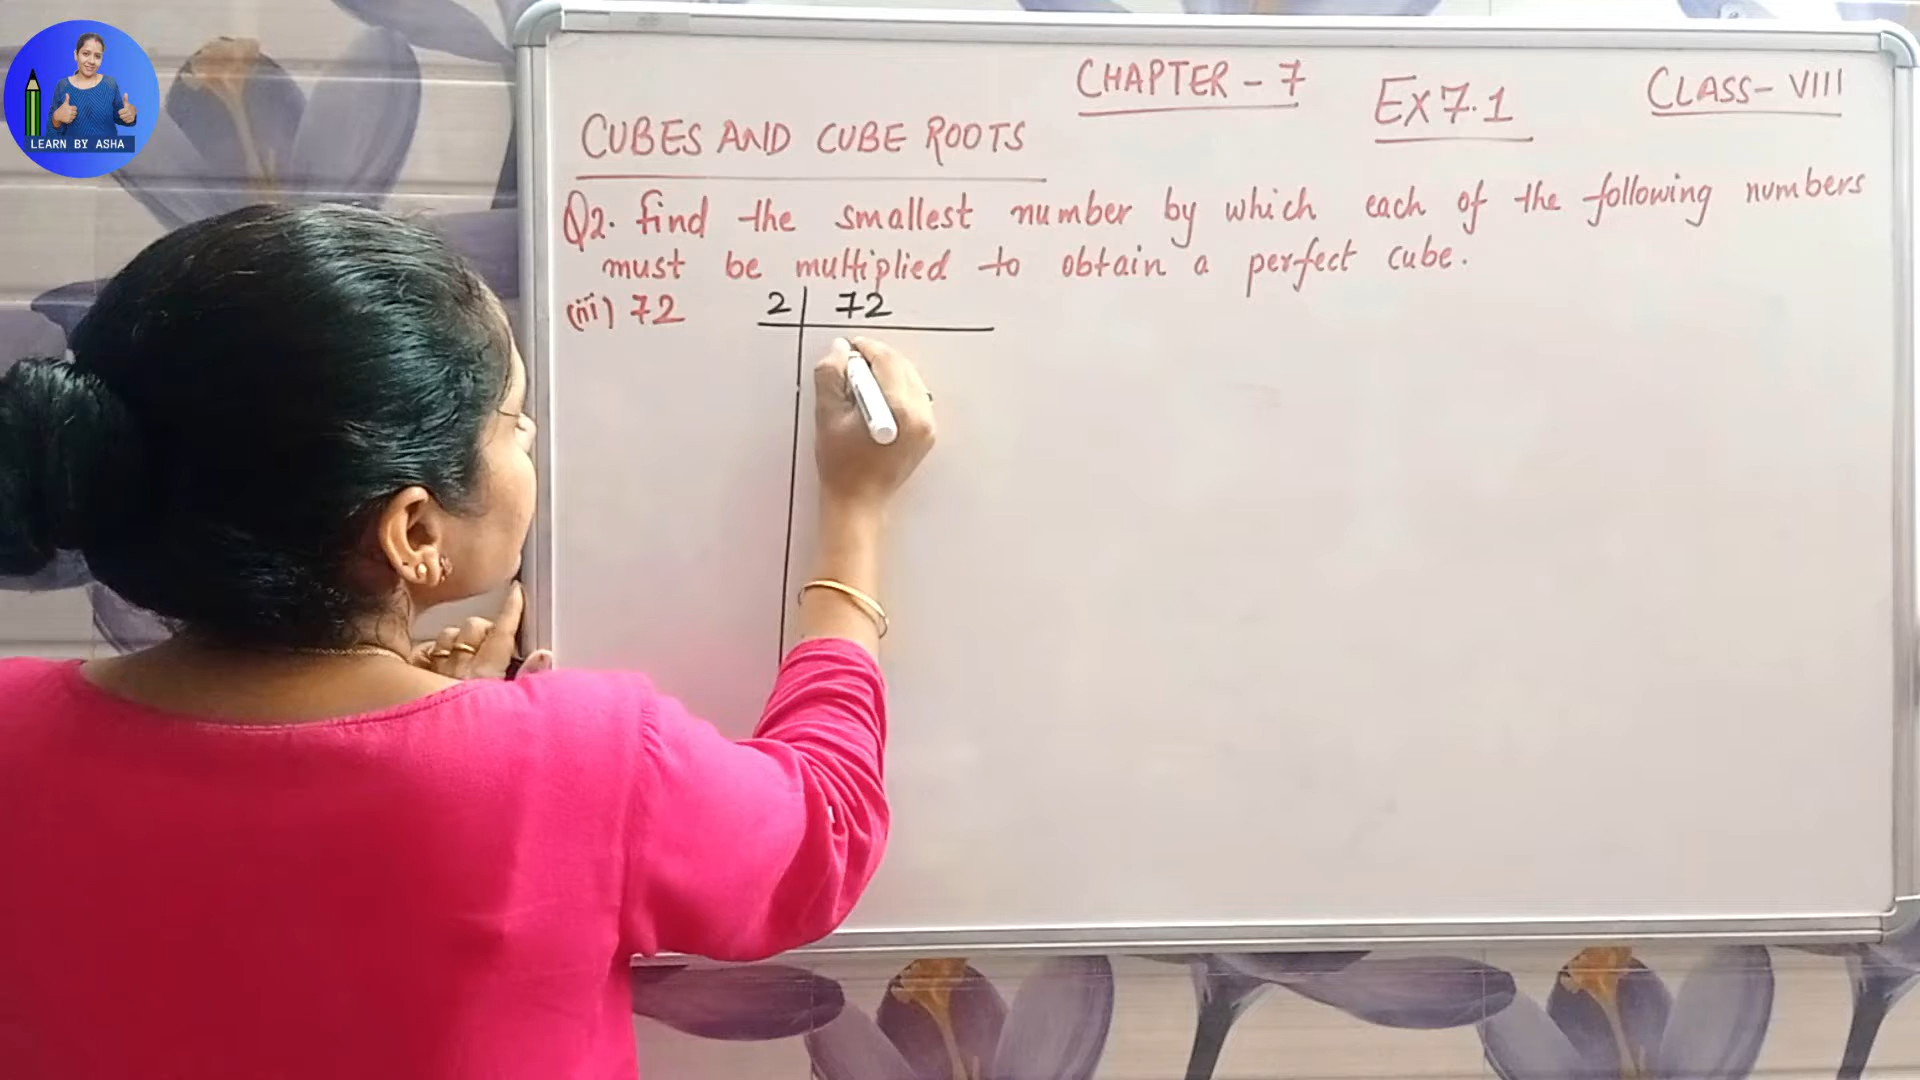 LEARN BY ASHA
CHAPTER - 7 EX 7.1 CLASS - VIII
CUBES AND CUBE ROOTS
Q2. find the smallest number by which each of the following numbers
must be multiplied to obtain a perfect cube.
(iii) 72 2 72